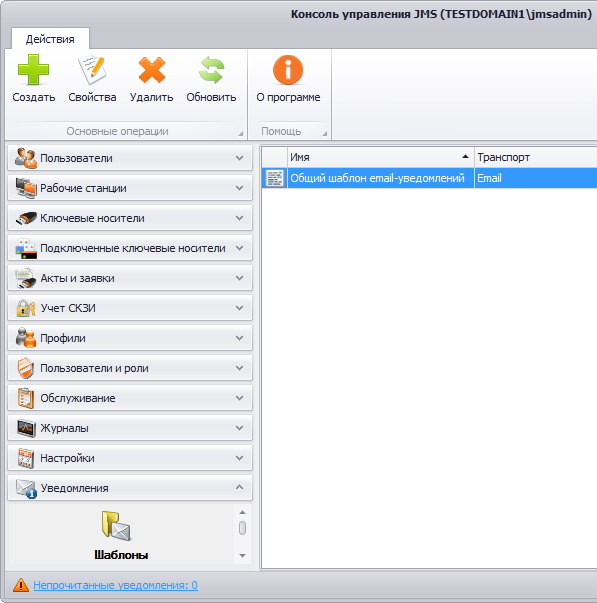 Консоль управления JMS (TESTDOMAIN1\jmsadmin)
Действия
Создать Свойства Удалить Обновить О программе
Основные операции Помощь
Пользователи
Рабочие станции
Ключевые носители
Подключенные ключевые носители
Акты и заявки
Учет СКЗИ
Профили
Пользователи и роли
Обслуживание
Журналы
Настройки
Уведомления
Шаблоны
Имя Транспорт
Общий шаблон email-уведомлений Email
Непрочитанные уведомления: 0